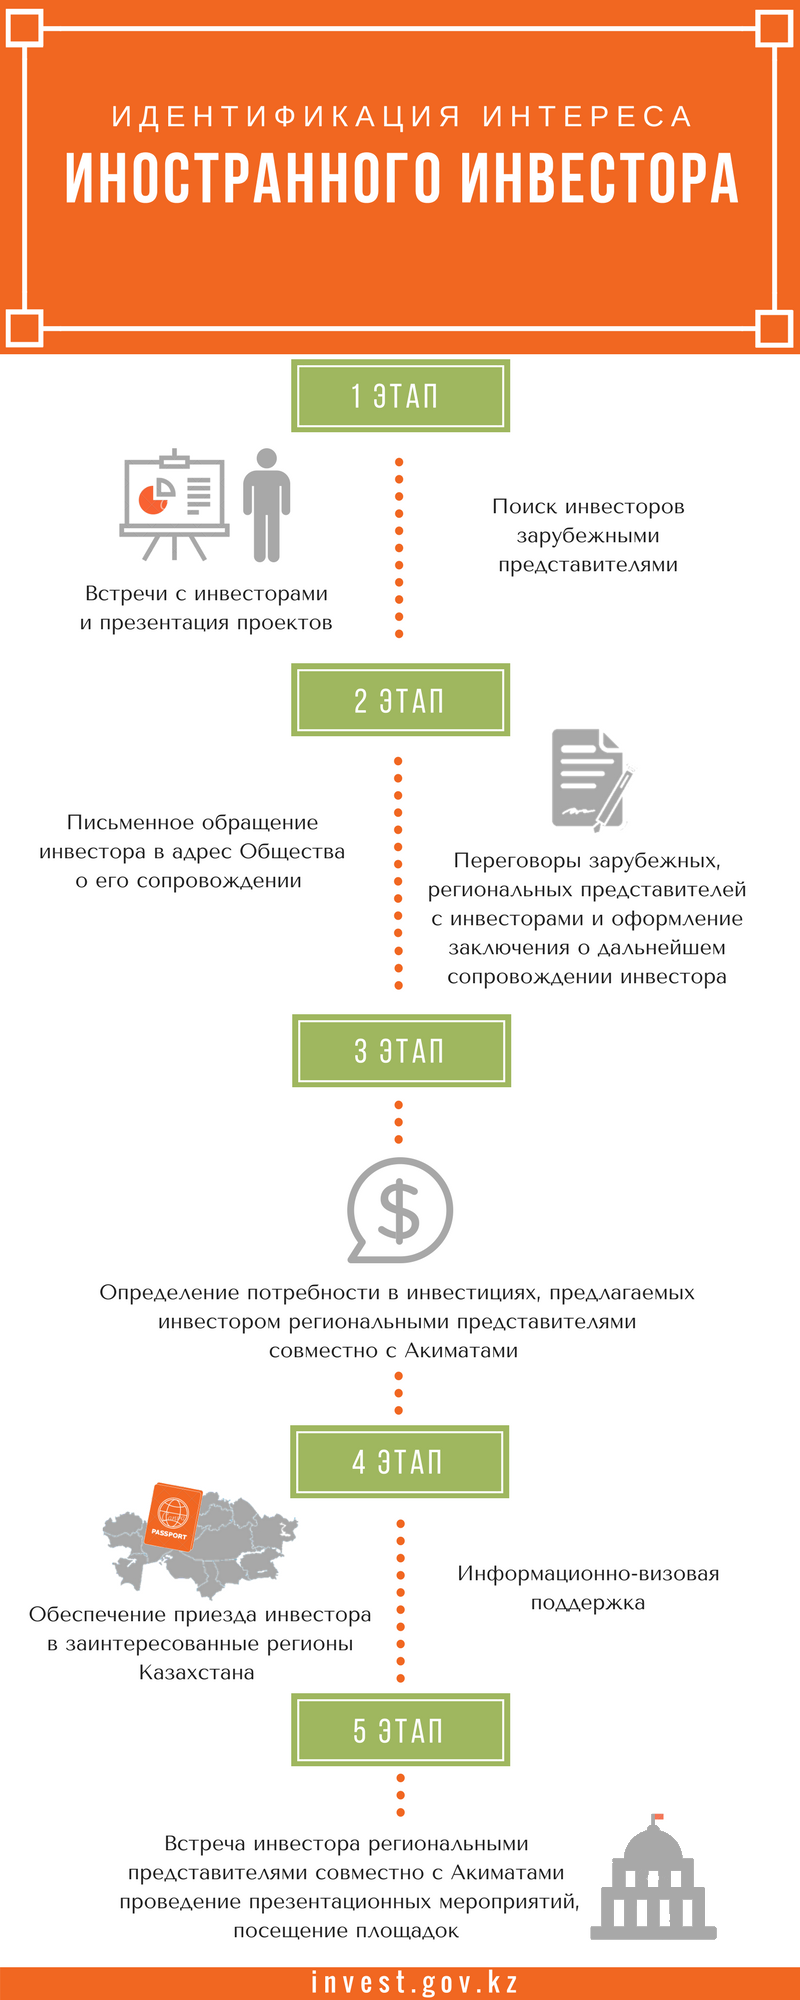 ИДЕНТИФИКАЦИЯ ИНТЕРЕСА
ИНОСТРАННОГО ИНВЕСТОРА
1 ЭТАП
Встречи с инвесторами
и презентация проектов
Поиск инвесторов
зарубежными
представителями
2 ЭТАП
Письменное обращение
инвестора в адрес Общества
о его сопровождении
Переговоры зарубежных,
региональных представителей
с инвесторами и оформление
заключения о дальнейшем
сопровождении инвестора
3 ЭТАП
Определение потребности в инвестициях, предлагаемых
инвестором региональными представителями
совместно с Акиматами
4 ЭТАП
PASSPORT
Обеспечение приезда инвестора
в заинтересованные регионы
Казахстана
Информационно-визовая
поддержка
5 ЭТАП
Встреча инвестора региональными
представителями совместно с Акиматами
проведение презентационных мероприятий,
посещение площадок
invest.gov.kz